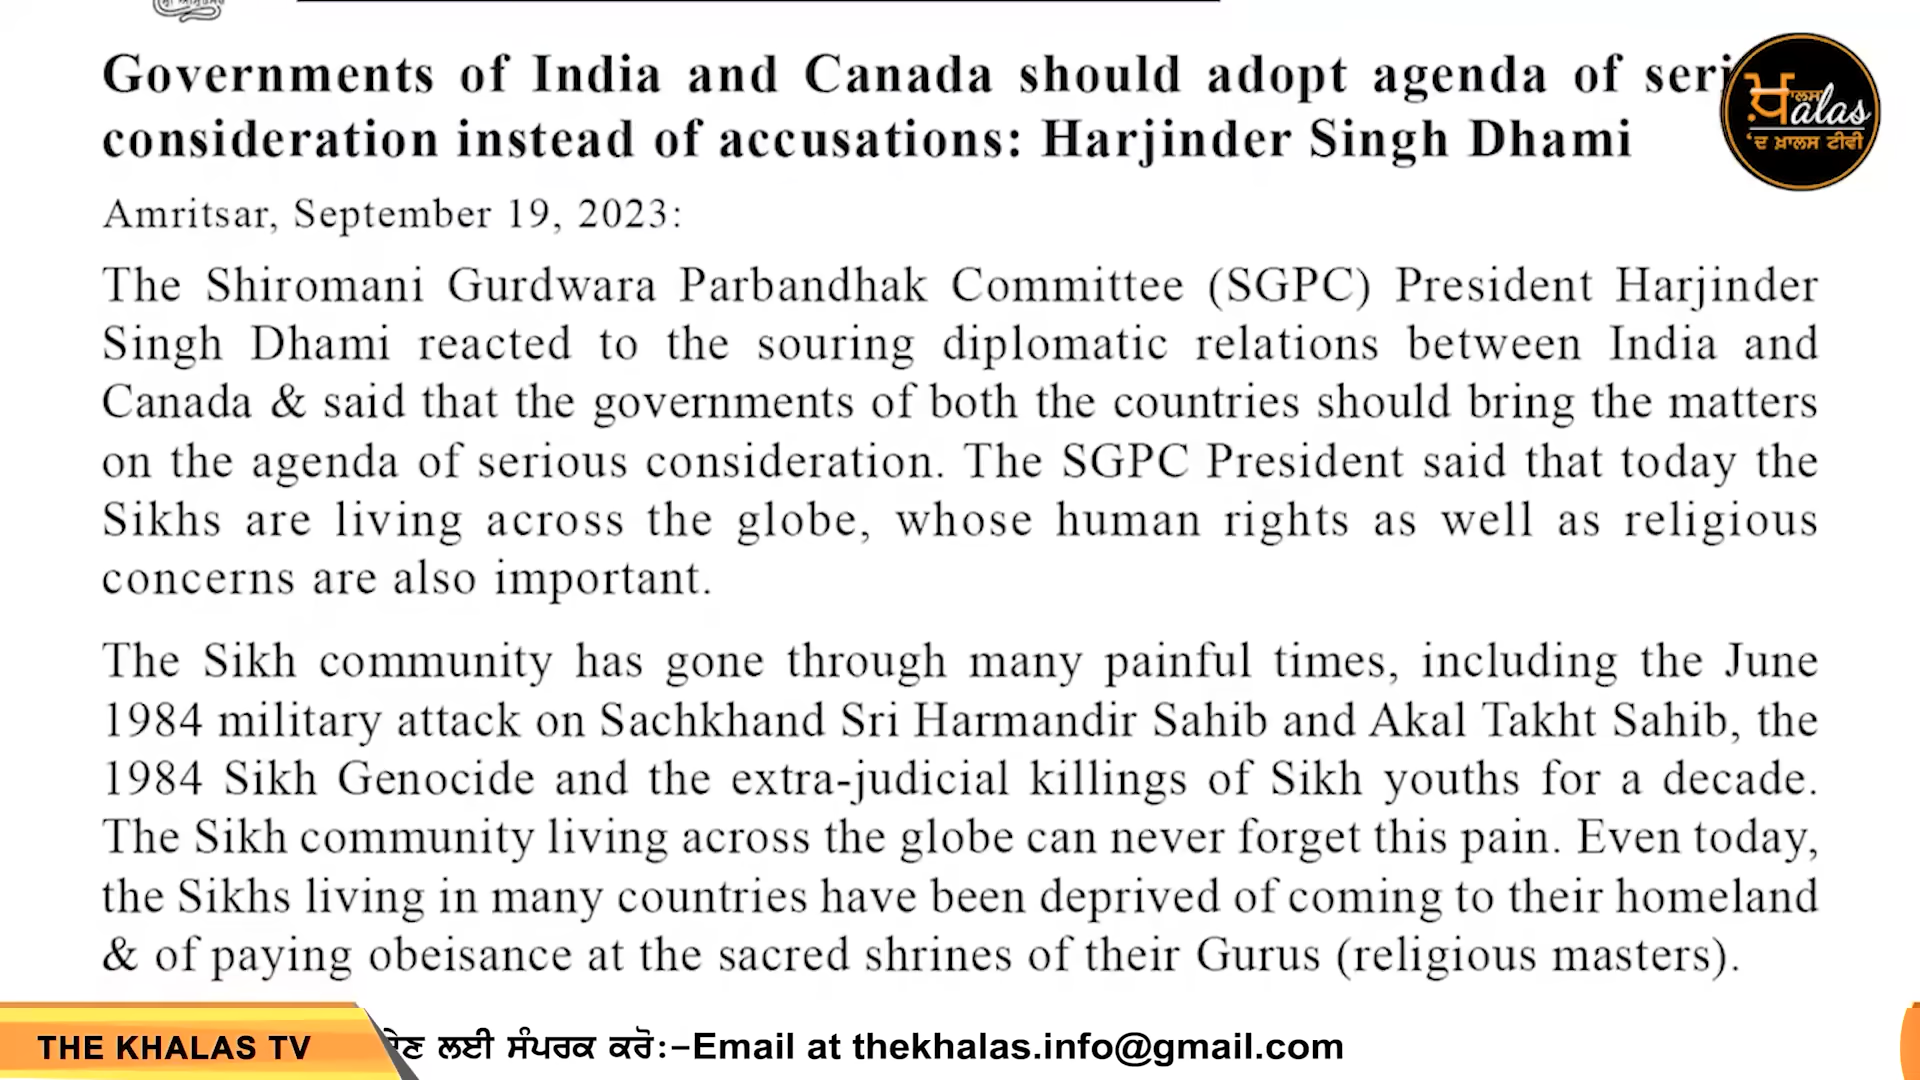 Governments of India and Canada should adopt agenda of
consideration instead of accusations: Harjinder Singh Dhami
Amritsar, September 19, 2023:
The Shiromani Gurdwara Parbandhak Committee (SGPC) President Harjinder
Singh Dhami reacted to the souring diplomatic relations between India and
Canada & said that the governments of both the countries should bring the matters
on the agenda of serious consideration. The SGPC President said that today the
Sikhs are living across the globe, whose human rights as well as religious
concerns are also important.
The Sikh community has gone through many painful times, including the June
1984 military attack on Sachkhand Sri Harmandir Sahib and Akal Takht Sahib, the
1984 Sikh Genocide and the extra-judicial killings of Sikh youths for a decade.
The Sikh community living across the globe can never forget this pain. Even today,
the Sikhs living in many countries have been deprived of coming to their homeland
& of paying obeisance at the sacred shrines of their Gurus (religious masters).
ਖ਼ਾਲਸ alas
'ਦ ਖ਼ਾਲਸ ਟੀਵੀ
THE KHALAS TV
ਲਈ ਸੰਪਰਕ ਕਰੋ:-Email at thekhalas.info@gmail.com